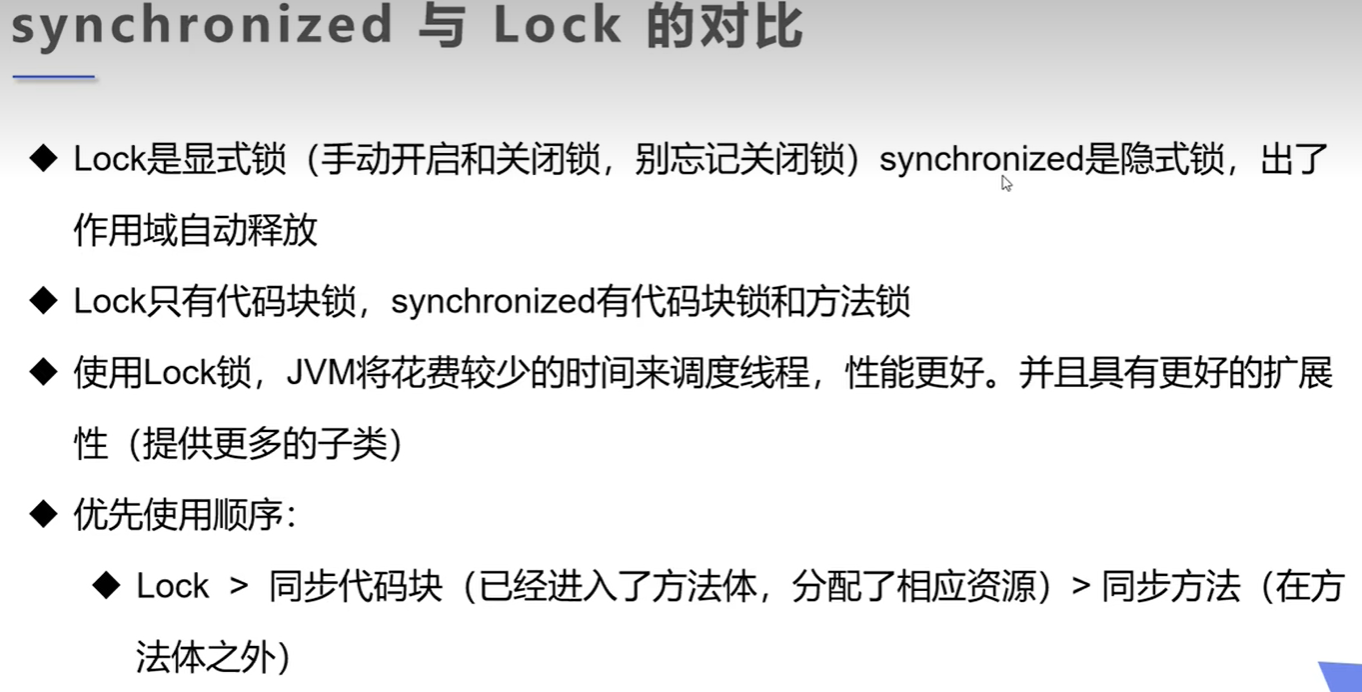 synchronized 与 Lock 的对比
◆ Lock是显式锁（手动开启和关闭锁，别忘记关闭锁）synchronized是隐式锁，出了
作用域自动释放
◆ Lock只有代码块锁，synchronized有代码块锁和方法锁
◆ 使用Lock锁，JVM将花费较少的时间来调度线程，性能更好。并且具有更好的扩展
性（提供更多的子类）
◆ 优先使用顺序：
◆ Lock > 同步代码块（已经进入了方法体，分配了相应资源）> 同步方法（在方
法体之外）